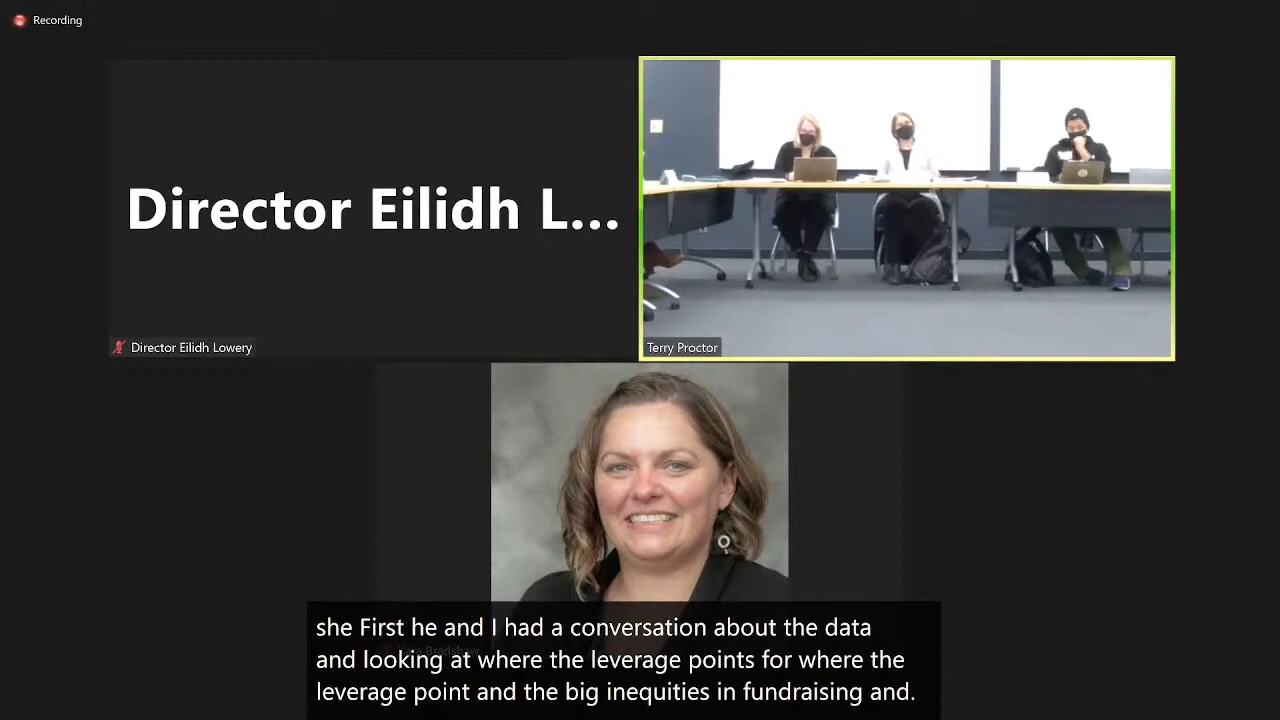 Recording
Director Eilidh L...
Director Eilidh Lowery
Terry Proctor
Bradshaw
she First he and I had a conversation about the data
and looking at where the leverage points for where the
leverage point and the big inequities in fundraising and.